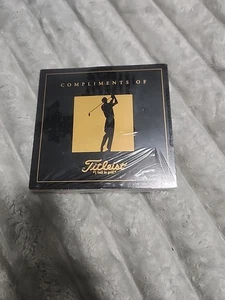 COMPLIMENTS OF
Titleist
#1 ball in golf.